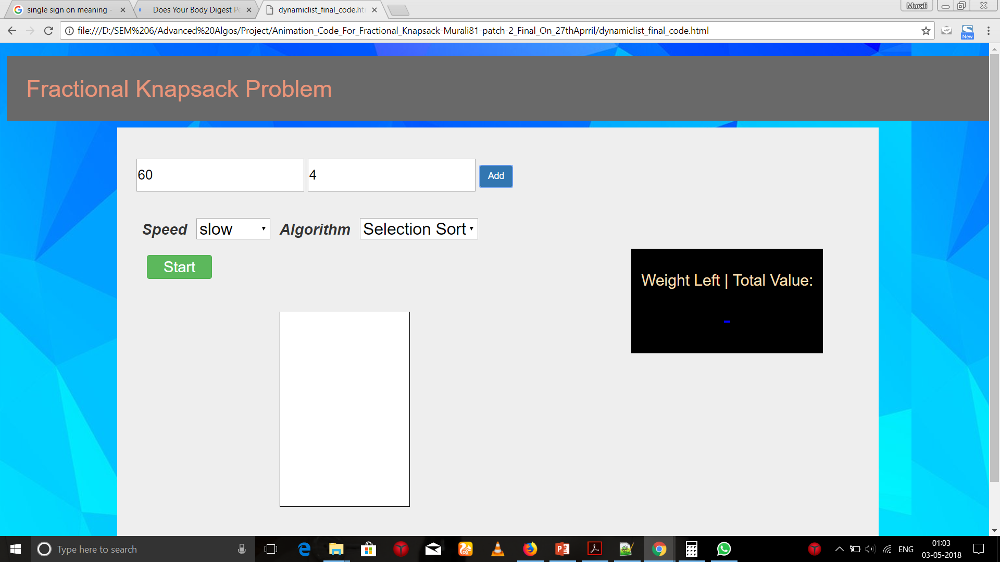 single sign on meaning -
Does Your Body Digest Pe
dynamiclist_final_code.ht
Murali
file:///D:/SEM%206/Advanced%20Algos/Project/Animation_Code_For_Fractional_Knapsack-Murali81-patch-2_Final_On_27thAprril/dynamiclist_final_code.html
New
Fractional Knapsack Problem
60
4
Add
Speed
slow
Algorithm
Selection Sort
Start
Weight Left | Total Value:
-
Type here to search
ENG
01:03
03-05-2018